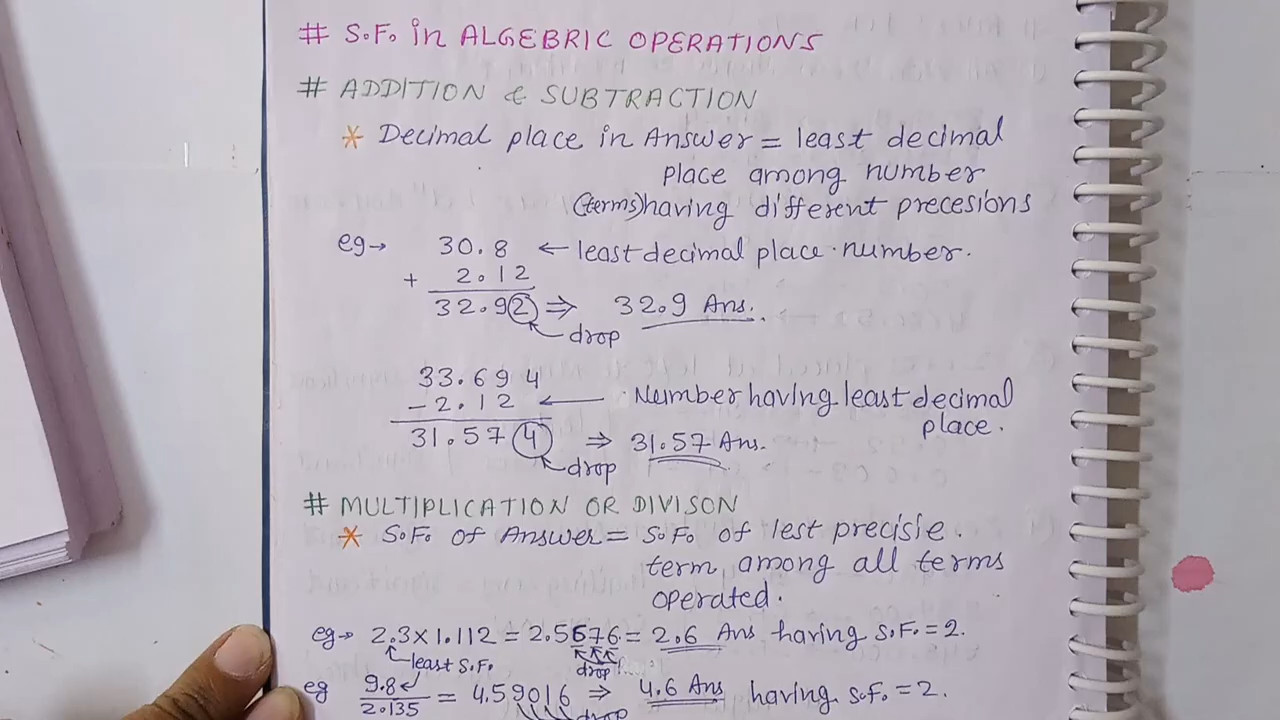 # S.F. in ALGEBRIC OPERATIONS
# ADDITION & SUBTRACTION
* Decimal place in Answer = least decimal
place among number
(terms) having different precesions
eg→ 30.8 ← least decimal place number.
+ 2.12
32.92 ⇒ 32.9 Ans.
drop
33.694
- 2.12 ← Number having least decimal
place.
31.574 ⇒ 31.57 Ans.
drop
# MULTIPLICATION OR DIVISON
* S.F. of Answer = S.F. of lest precisie.
term among all terms
operated.
eg→ 2.3×1.112 = 2.5576 = 2.6 Ans having S.F. = 2.
least S.F. drop
eg 9.8/2.135 = 4.59016 ⇒ 4.6 Ans having S.F. = 2.
drop